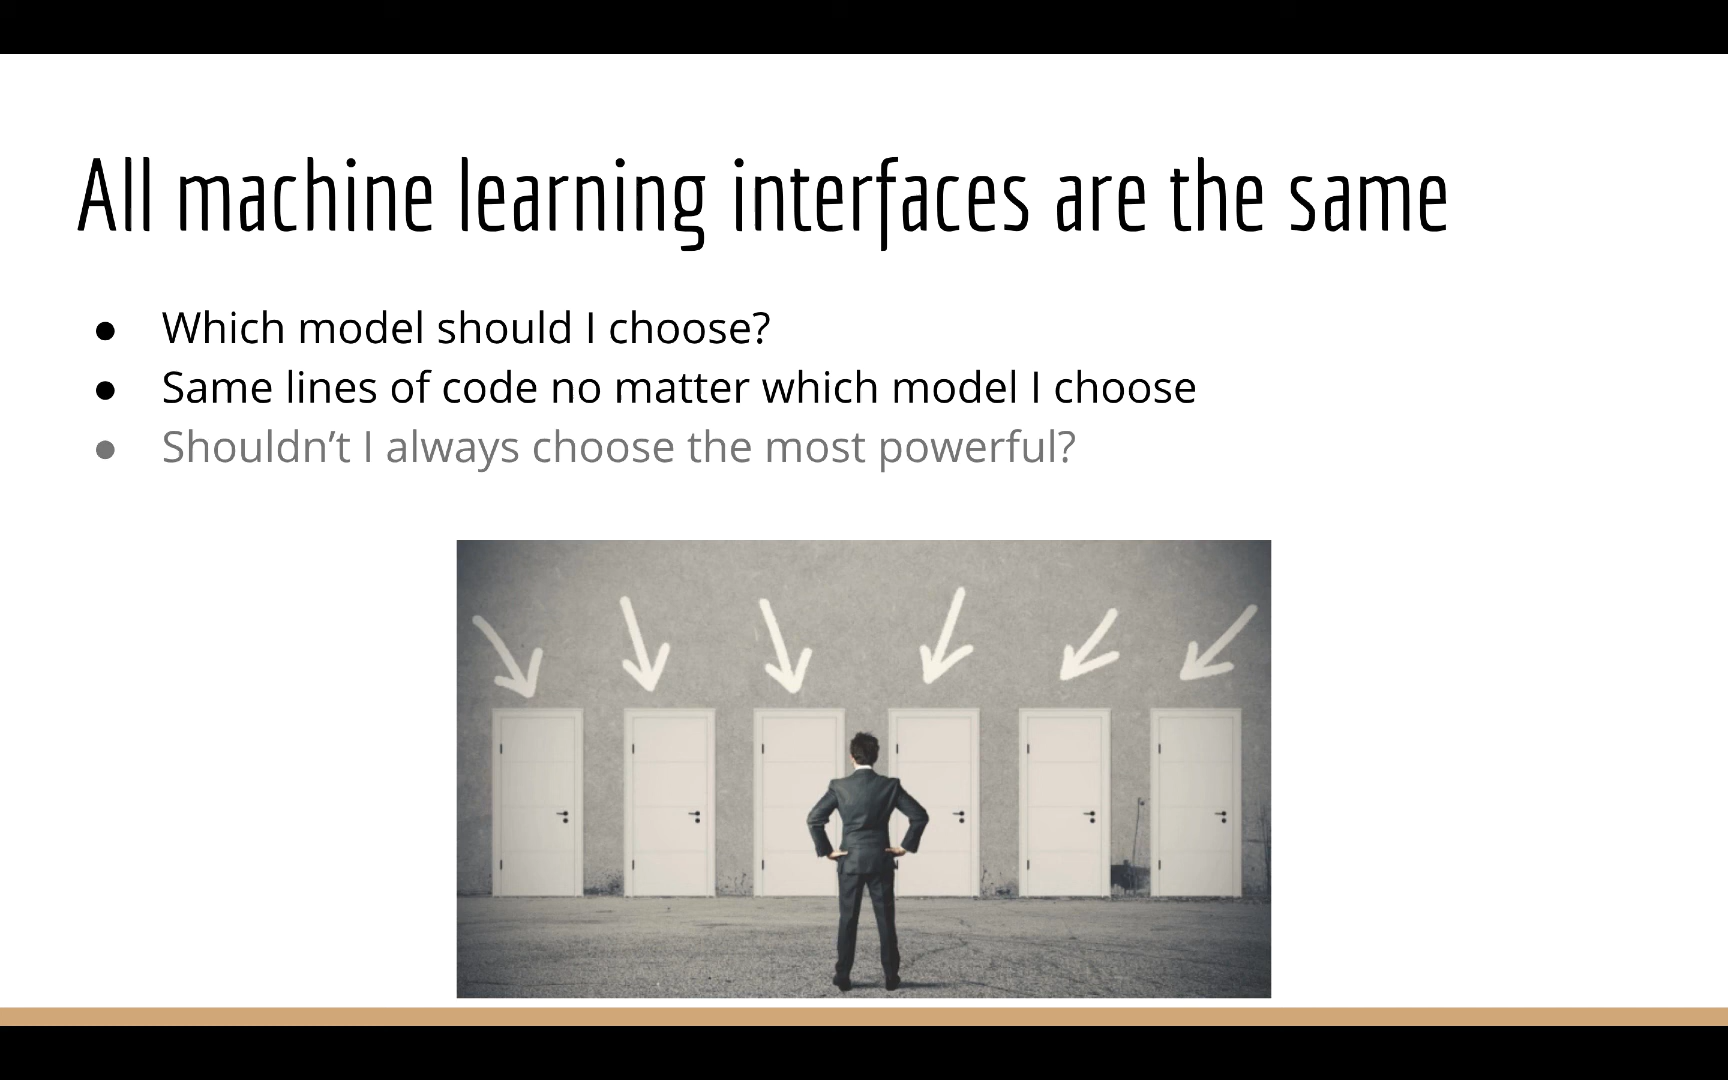 All machine learning interfaces are the same
● Which model should I choose?
● Same lines of code no matter which model I choose
● Shouldn’t I always choose the most powerful?